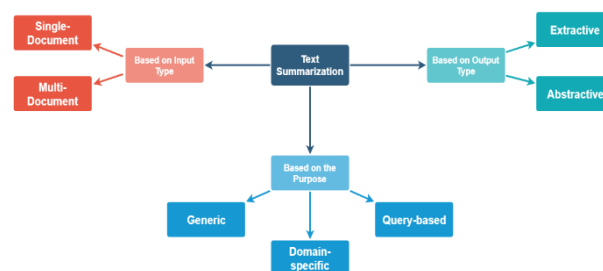 Single-
Document
Multi-
Document
Based on Input
Type
Text
Summarization
Based on Output
Type
Extractive
Abstractive
Based on the
Purpose
Generic
Domain-
specific
Query-based